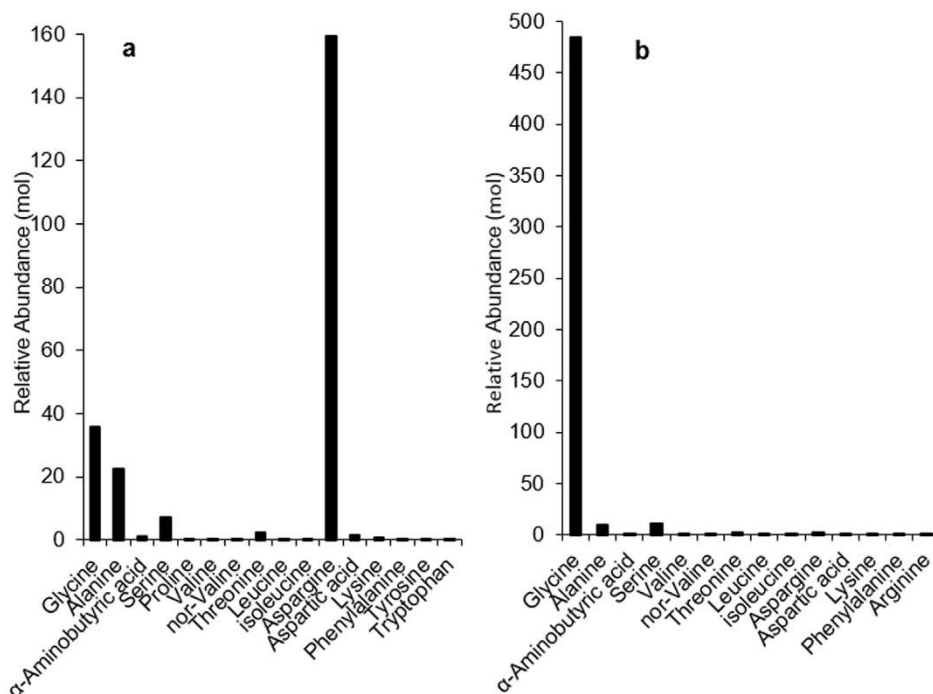 a
Relative Abundance (mol)
160
140
120
100
80
60
40
20
0
Glycine
Alanine
α-Aminobutyric acid
Serine
Proline
Valine
nor-Valine
Threonine
Leucine
isoleucine
Aspargine
Aspartic acid
Lysine
Phenylalanine
Tyrosine
Tryptophan
b
Relative Abundance (mol)
500
450
400
350
300
250
200
150
100
50
0
Glycine
Alanine
α-Aminobutyric acid
Serine
Valine
nor-Valine
Threonine
Leucine
isoleucine
Aspargine
Aspartic acid
Lysine
Phenylalanine
Arginine